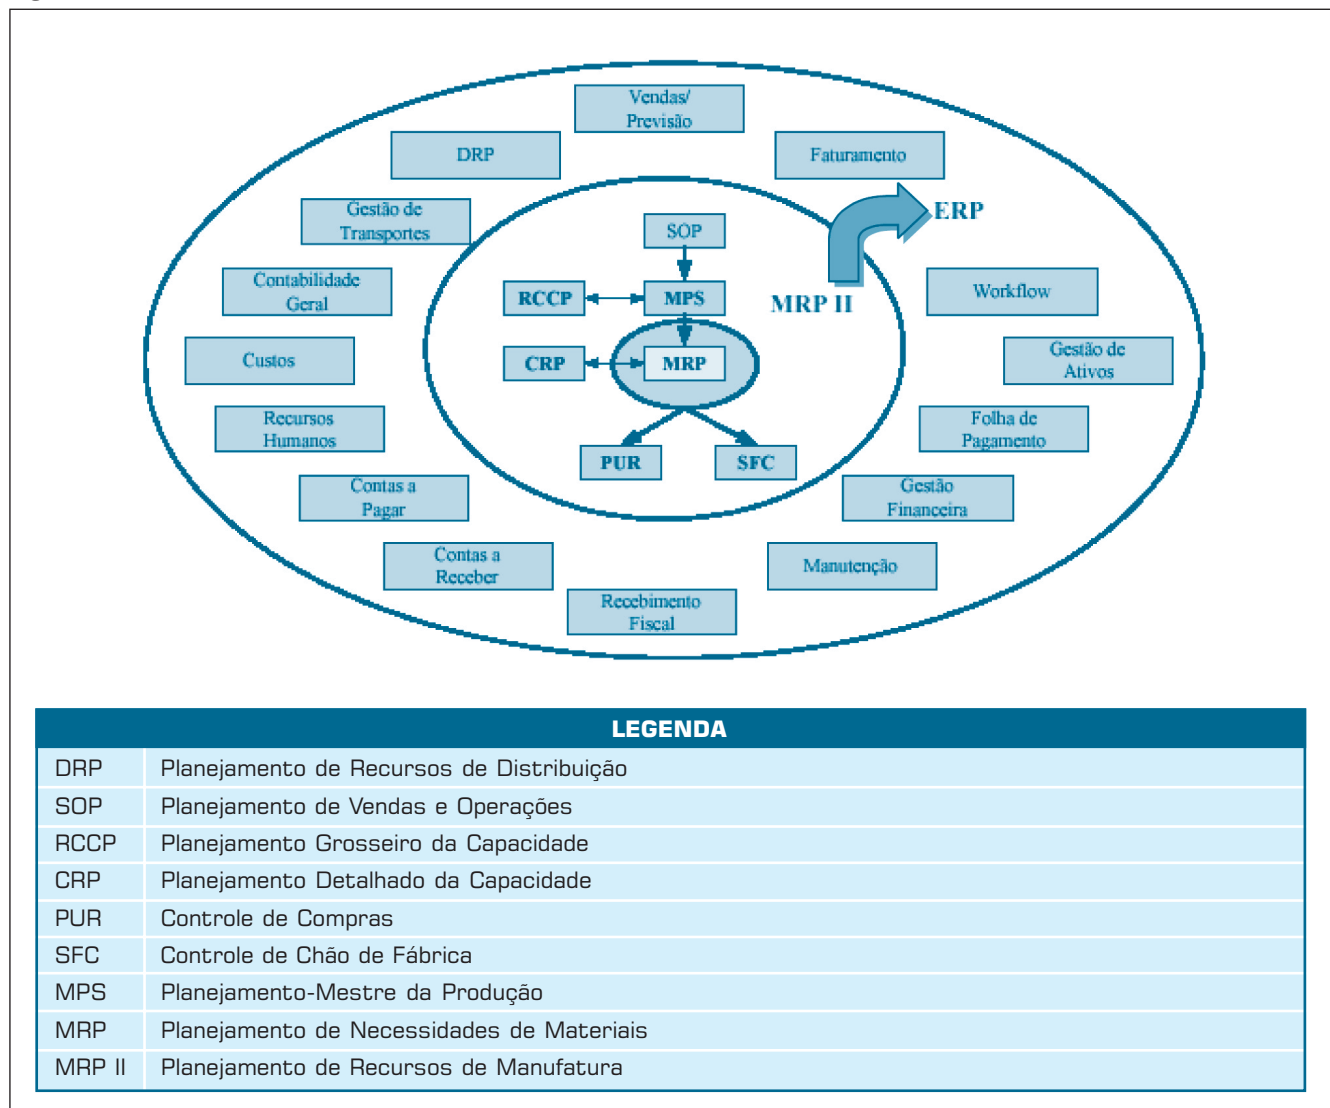 Vendas/
Previsão
DRP
Faturamento
Gestão de
Transportes
ERP
SOP
Contabilidade
Geral
RCCP
MPS
MRP II
Workflow
Custos
CRP
MRP
Gestão de
Ativos
Recursos
Humanos
Folha de
Pagamento
PUR
SFC
Contas a
Pagar
Gestão
Financeira
Contas a
Receber
Manutenção
Recebimento
Fiscal
LEGENDA
DRP Planejamento de Recursos de Distribuição
SOP Planejamento de Vendas e Operações
RCCP Planejamento Grosseiro da Capacidade
CRP Planejamento Detalhado da Capacidade
PUR Controle de Compras
SFC Controle de Chão de Fábrica
MPS Planejamento-Mestre da Produção
MRP Planejamento de Necessidades de Materiais
MRP II Planejamento de Recursos de Manufatura